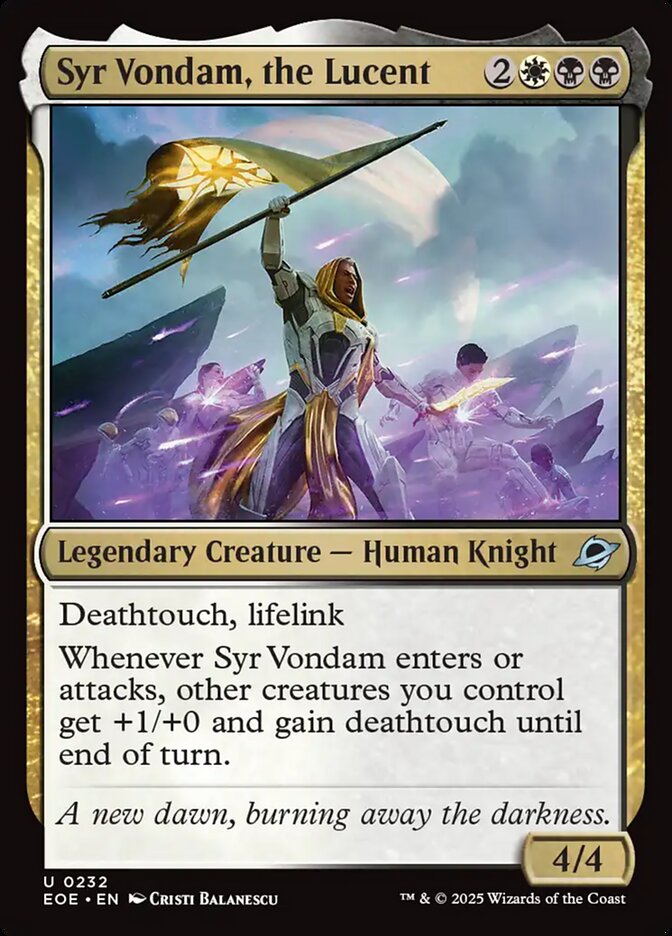 Syr Vondam, the Lucent 2
Legendary Creature — Human Knight
Deathtouch, lifelink
Whenever Syr Vondam enters or
attacks, other creatures you control
get +1/+0 and gain deathtouch until
end of turn.
A new dawn, burning away the darkness.
4/4
U 0232
EOE • EN Cristi Balanescu
™ & © 2025 Wizards of the Coast